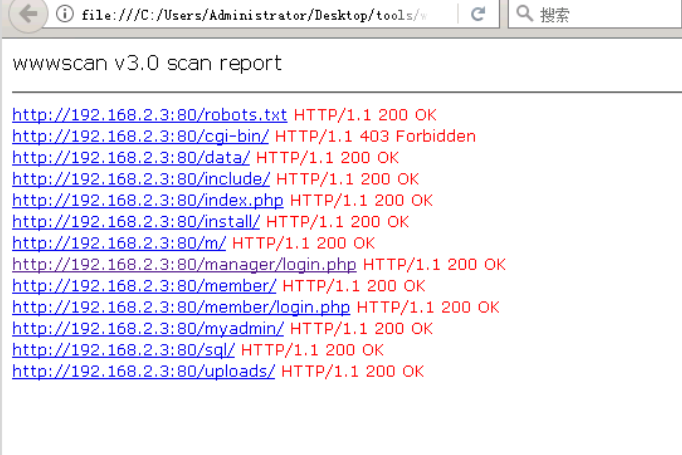 file:///C:/Users/Administrator/Desktop/tools/
搜索
wwwscan v3.0 scan report
http://192.168.2.3:80/robots.txt HTTP/1.1 200 OK
http://192.168.2.3:80/cgi-bin/ HTTP/1.1 403 Forbidden
http://192.168.2.3:80/data/ HTTP/1.1 200 OK
http://192.168.2.3:80/include/ HTTP/1.1 200 OK
http://192.168.2.3:80/index.php HTTP/1.1 200 OK
http://192.168.2.3:80/install/ HTTP/1.1 200 OK
http://192.168.2.3:80/m/ HTTP/1.1 200 OK
http://192.168.2.3:80/manager/login.php HTTP/1.1 200 OK
http://192.168.2.3:80/member/ HTTP/1.1 200 OK
http://192.168.2.3:80/member/login.php HTTP/1.1 200 OK
http://192.168.2.3:80/myadmin/ HTTP/1.1 200 OK
http://192.168.2.3:80/sql/ HTTP/1.1 200 OK
http://192.168.2.3:80/uploads/ HTTP/1.1 200 OK